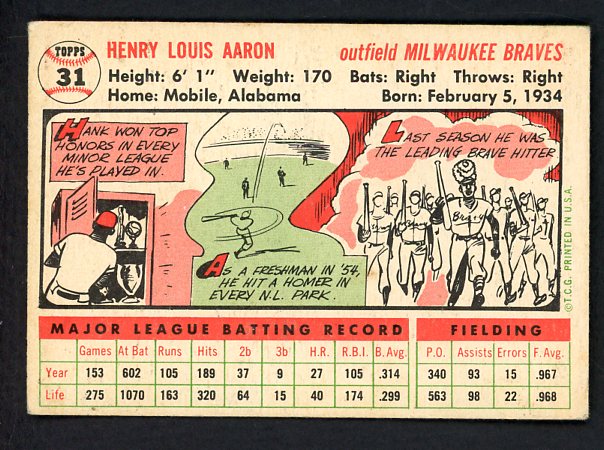 TOPPS
31
HENRY LOUIS AARON outfield MILWAUKEE BRAVES
Height: 6' 1" Weight: 170 Bats: Right Throws: Right
Home: Mobile, Alabama Born: February 5, 1934
HANK WON TOP
HONORS IN EVERY
MINOR LEAGUE
HE'S PLAYED IN.
AS A FRESHMAN IN '54,
HE HIT A HOMER IN
EVERY N.L. PARK.
LAST SEASON HE WAS
THE LEADING BRAVE HITTER
Braves
©T.C.G. PRINTED IN U.S.A.
MAJOR LEAGUE BATTING RECORD FIELDING
Games At Bat Runs Hits 2b 3b H.R. R.B.I. B. Avg. P.O. Assists Errors F. Avg.
Year 153 602 105 189 37 9 27 105 .314 340 93 15 .967
Life 275 1070 163 320 64 15 40 174 .299 563 98 22 .968